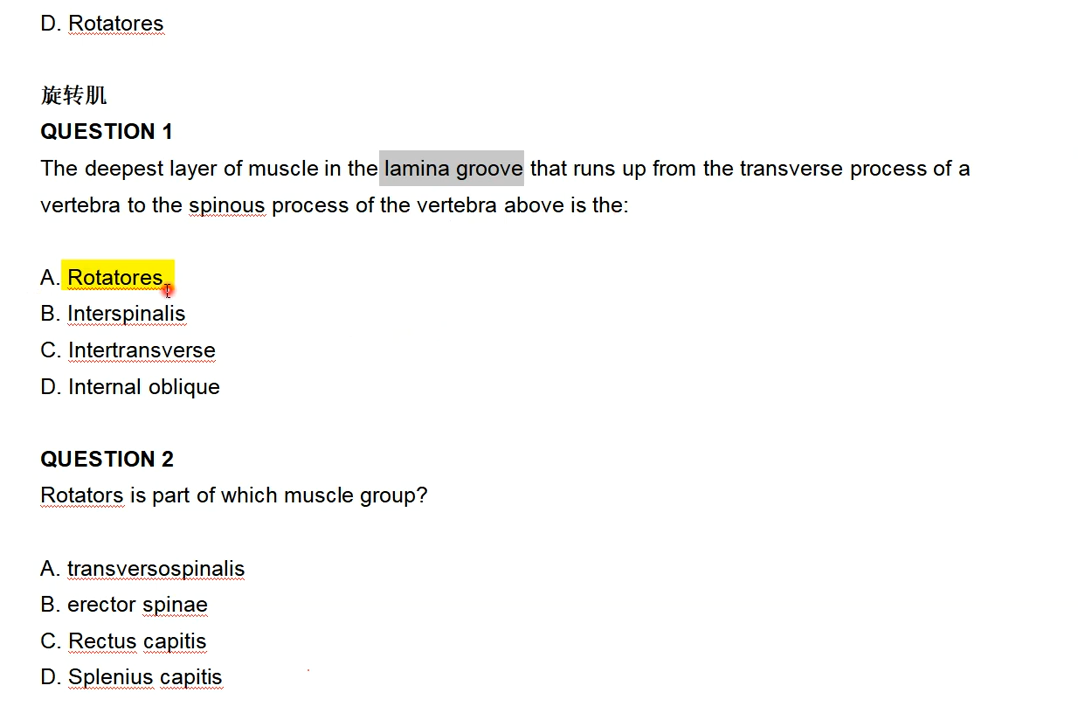 D. Rotatores
旋转肌
QUESTION 1
The deepest layer of muscle in the lamina groove that runs up from the transverse process of a
vertebra to the spinous process of the vertebra above is the:
A. Rotatores
B. Interspinalis
C. Intertransverse
D. Internal oblique
QUESTION 2
Rotators is part of which muscle group?
A. transversospinalis
B. erector spinae
C. Rectus capitis
D. Splenius capitis